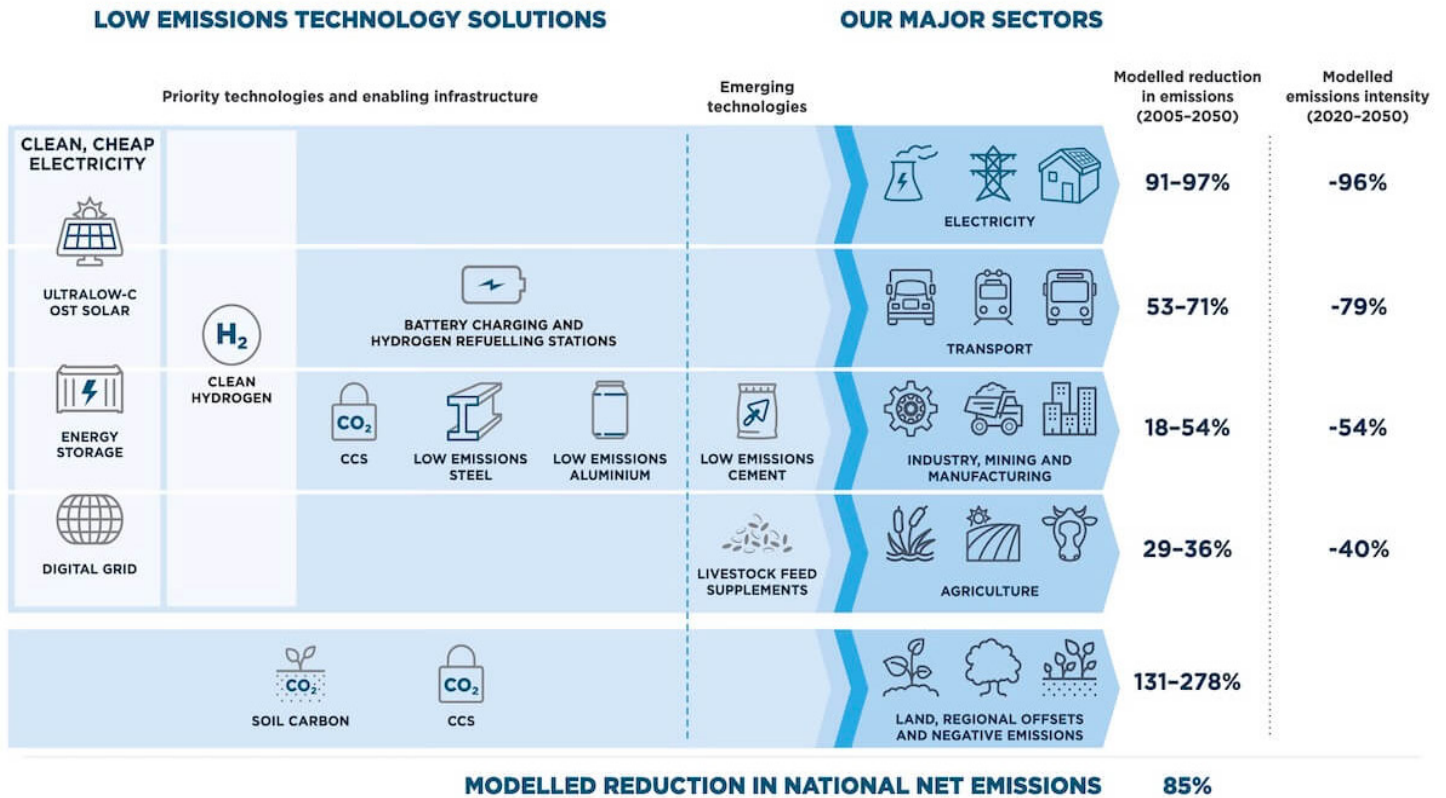 LOW EMISSIONS TECHNOLOGY SOLUTIONS
OUR MAJOR SECTORS
Priority technologies and enabling infrastructure
Emerging
technologies
Modelled reduction
in emissions
(2005–2050)
Modelled
emissions intensity
(2020–2050)
CLEAN, CHEAP
ELECTRICITY
ULTRALOW-C
OST SOLAR
ENERGY
STORAGE
DIGITAL GRID
H₂
CLEAN
HYDROGEN
ELECTRICITY
91–97%
-96%
BATTERY CHARGING AND
HYDROGEN REFUELLING STATIONS
TRANSPORT
53–71%
-79%
CO₂
CCS
LOW EMISSIONS
STEEL
LOW EMISSIONS
ALUMINIUM
LOW EMISSIONS
CEMENT
INDUSTRY, MINING AND
MANUFACTURING
18–54%
-54%
LIVESTOCK FEED
SUPPLEMENTS
AGRICULTURE
29–36%
-40%
CO₂
SOIL CARBON
CO₂
CCS
LAND, REGIONAL OFFSETS
AND NEGATIVE EMISSIONS
131–278%
MODELLED REDUCTION IN NATIONAL NET EMISSIONS
85%